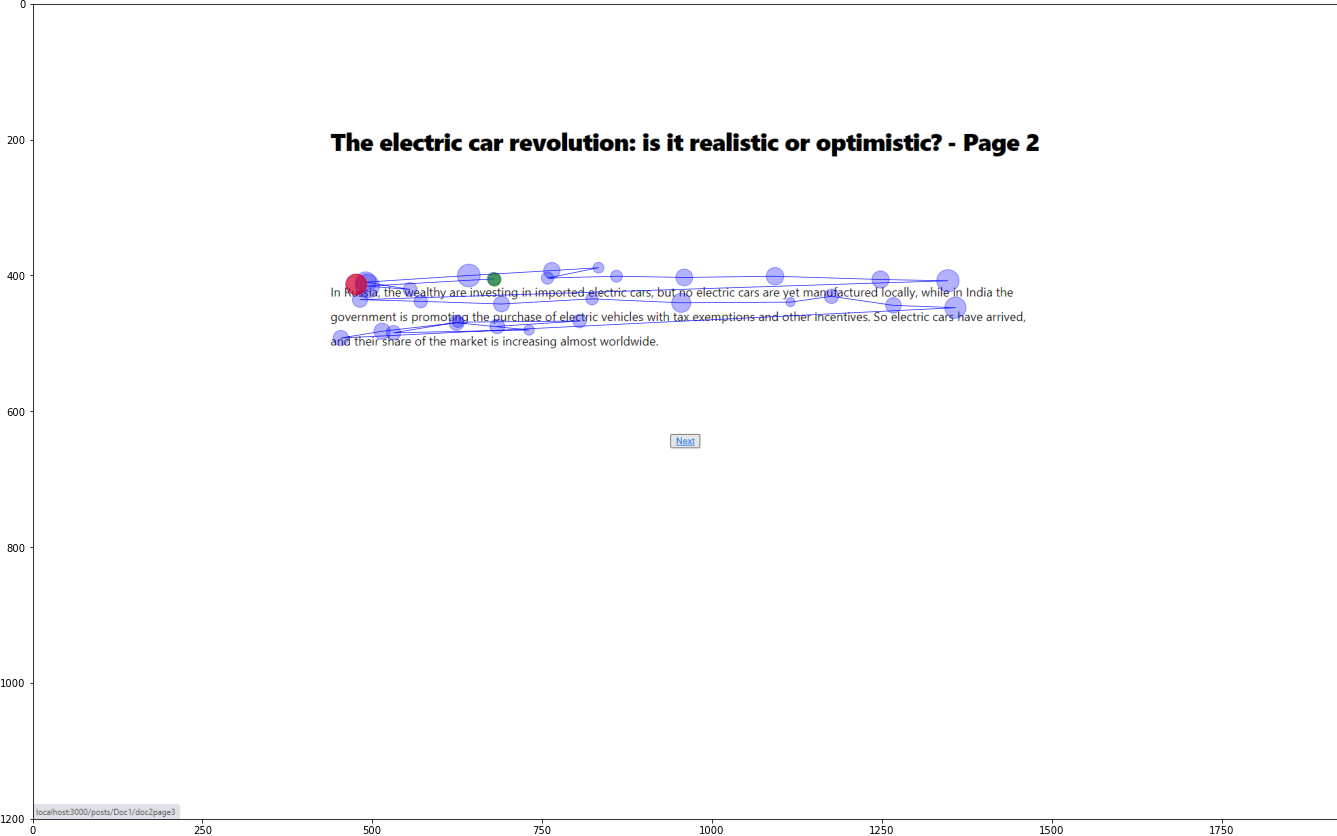 The electric car revolution: is it realistic or optimistic? - Page 2
In Russia, the wealthy are investing in imported electric cars, but no electric cars are yet manufactured locally, while in India the
government is promoting the purchase of electric vehicles with tax exemptions and other incentives. So electric cars have arrived,
and their share of the market is increasing almost worldwide.
Next
localhost:3000/posts/Doc1/doc2page3
0
200
400
600
800
1000
1200
0 250 500 750 1000 1250 1500 1750